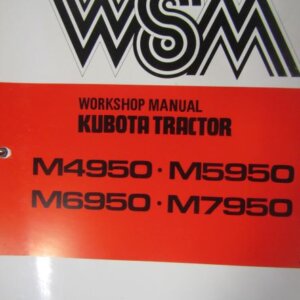 WSM
WORKSHOP MANUAL
KUBOTA TRACTOR
M4950 · M5950
M6950 · M7950